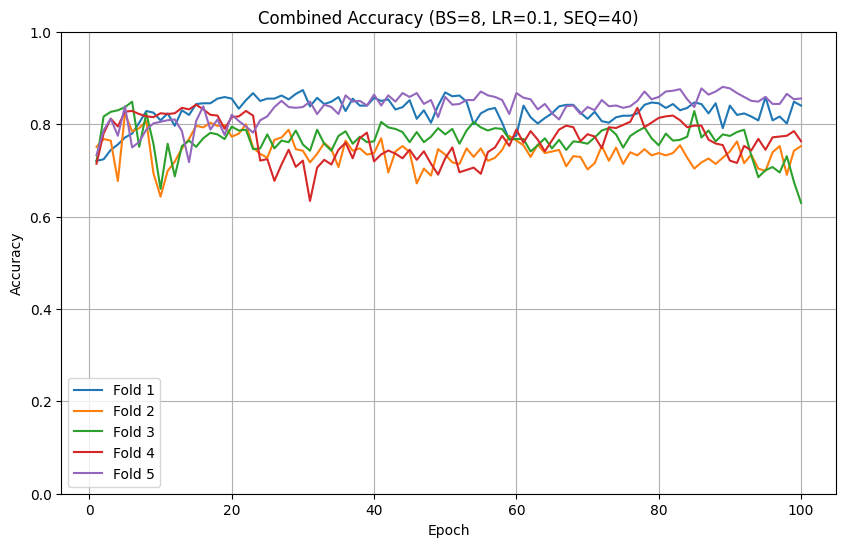 Combined Accuracy (BS=8, LR=0.1, SEQ=40)
1.0
0.8
0.6
0.4
0.2
0.0
Accuracy
Fold 1
Fold 2
Fold 3
Fold 4
Fold 5
0 20 40 60 80 100
Epoch